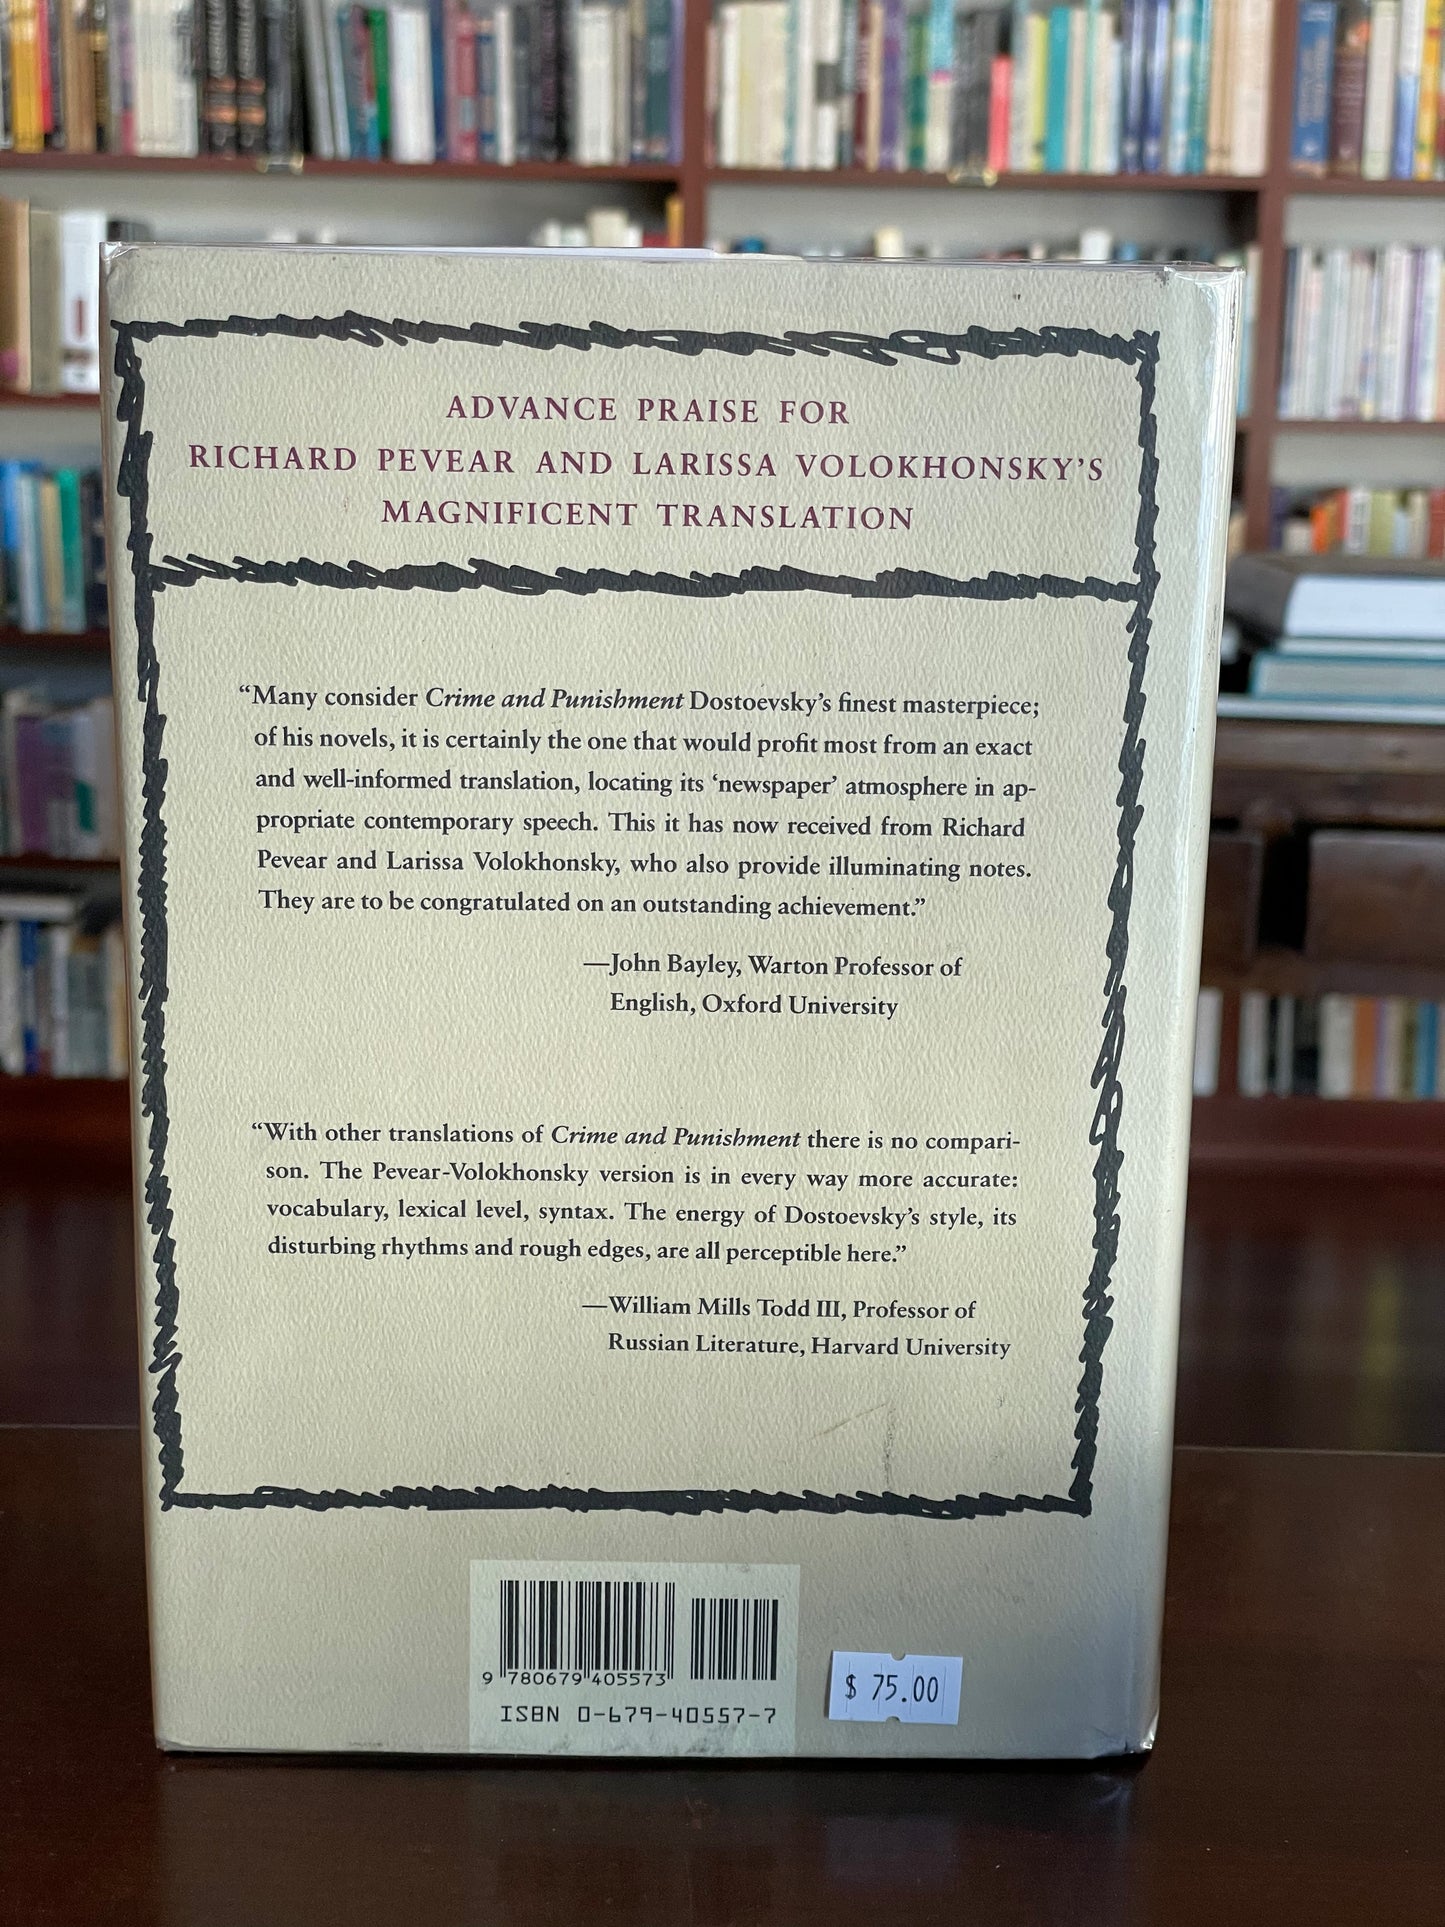 ADVANCE PRAISE FOR
RICHARD PEVEAR AND LARISSA VOLOKHONSKY’S
MAGNIFICENT TRANSLATION
“Many consider Crime and Punishment Dostoevsky’s finest masterpiece;
of his novels, it is certainly the one that would profit most from an exact
and well-informed translation, locating its ‘newspaper’ atmosphere in ap-
propriate contemporary speech. This it has now received from Richard
Pevear and Larissa Volokhonsky, who also provide illuminating notes.
They are to be congratulated on an outstanding achievement.”
—John Bayley, Warton Professor of
English, Oxford University
“With other translations of Crime and Punishment there is no compari-
son. The Pevear-Volokhonsky version is in every way more accurate:
vocabulary, lexical level, syntax. The energy of Dostoevsky’s style, its
disturbing rhythms and rough edges, are all perceptible here.”
—William Mills Todd III, Professor of
Russian Literature, Harvard University
9 780679 405573
ISBN 0-679-40557-7
$ 75.00